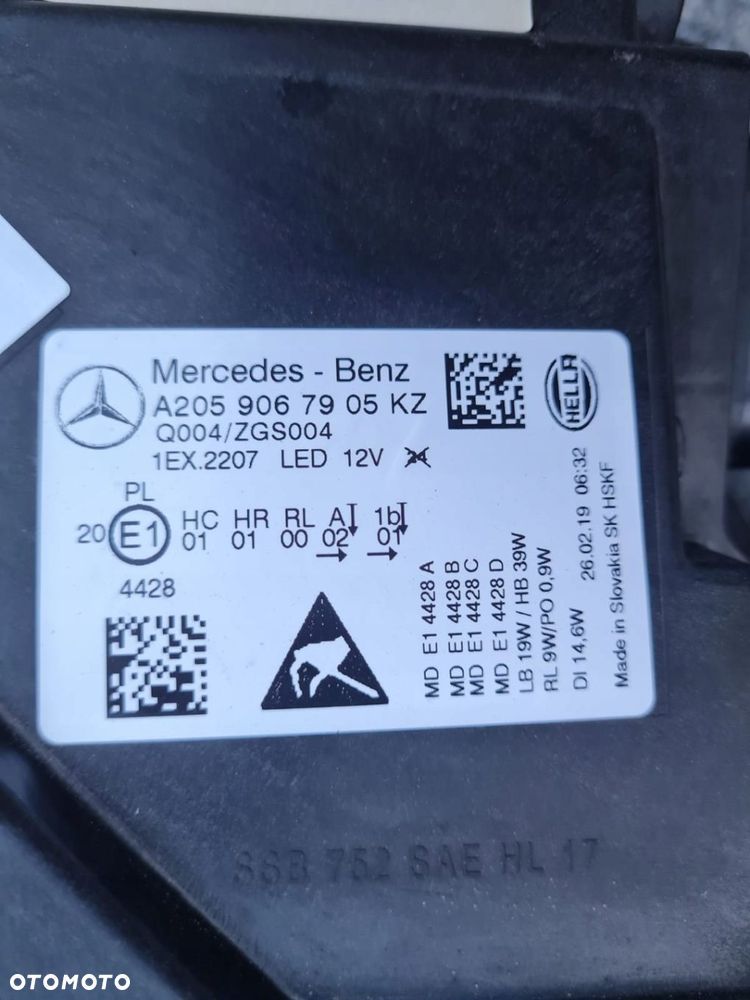 Mercedes - Benz
A205 906 79 05 KZ
Q004/ZGS004
1EX.2207 LED 12V
HELLA
PL
20 E1 HC HR RL A 1b
01 01 00 02 01
4428
MD E1 4428 A
MD E1 4428 B
MD E1 4428 C
MD E1 4428 D
LB 19W / HB 39W
RL 9W/PO 0,9W
DI 14,6W 26.02.19 06:32
Made in Slovakia SK HSKF
SAE HL 17
OTOMOTO